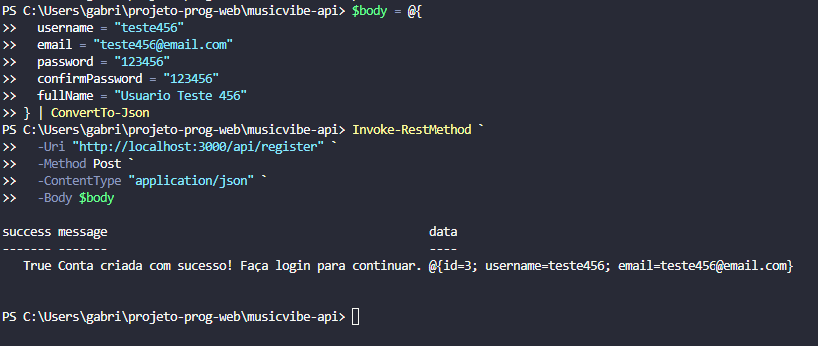 PS C:\Users\gabri\projeto-prog-web\musicvibe-api> $body = @{
>>   username = "teste456"
>>   email = "teste456@email.com"
>>   password = "123456"
>>   confirmPassword = "123456"
>>   fullName = "Usuario Teste 456"
>> } | ConvertTo-Json
PS C:\Users\gabri\projeto-prog-web\musicvibe-api> Invoke-RestMethod `
>>   -Uri "http://localhost:3000/api/register" `
>>   -Method Post `
>>   -ContentType "application/json" `
>>   -Body $body
success message data
------- ------- ----
True Conta criada com sucesso! Faça login para continuar. @{id=3; username=teste456; email=teste456@email.com}
PS C:\Users\gabri\projeto-prog-web\musicvibe-api>